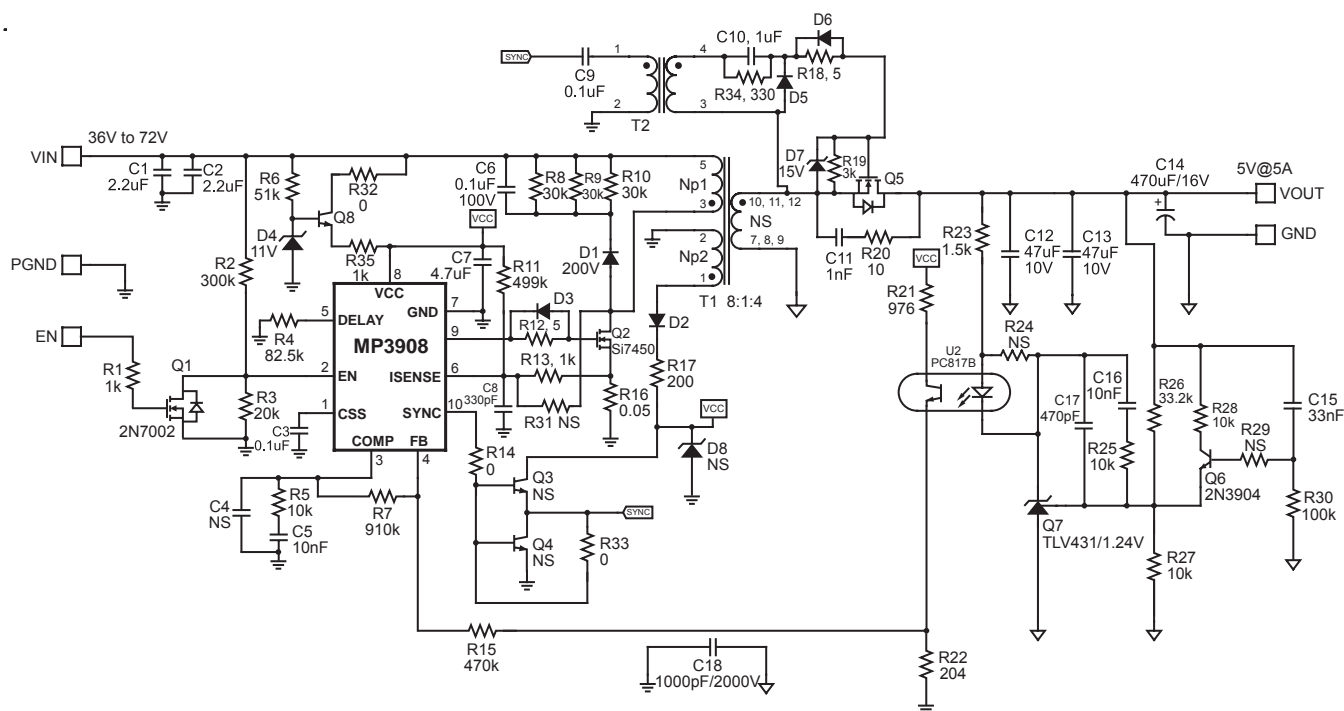 .
D6
C10, 1uF
SYNC
1
4
C9
0.1uF
R18, 5
R34, 330
D5
2
3
T2
36V to 72V
VIN
C1
2.2uF
C2
2.2uF
R6
51k
R32
0
Q8
D4
11V
R35
1k
VCC
C6
0.1uF
100V
R8
30k
R9
30k
R10
30k
5
Np1
3
10, 11, 12
NS
7, 8, 9
2
Np2
1
T1 8:1:4
D7
15V
R19
3k
Q5
C11
1nF
R20
10
C14
470uF/16V
+
5V@5A
VOUT
GND
R23
1.5k
C12
47uF
10V
C13
47uF
10V
PGND
R2
300k
C7
4.7uF
R11
499k
D1
200V
VCC
R21
976
EN
R1
1k
Q1
2N7002
R4
82.5k
R3
20k
C3
0.1uF
8
VCC
5
DELAY
GND
7
MP3908
9
2
EN
ISENSE
6
1
CSS
SYNC
10
COMP
FB
3
4
D3
R12, 5
Q2
Si7450
R13, 1k
C8
330pF
R31 NS
R16
0.05
D2
R17
200
VCC
D8
NS
U2
PC817B
R24
NS
C16
10nF
C17
470pF
R25
10k
R26
33.2k
R28
10k
R29
NS
C15
33nF
Q6
2N3904
R30
100k
Q7
TLV431/1.24V
R27
10k
C4
NS
R5
10k
C5
10nF
R7
910k
R14
0
Q3
NS
SYNC
Q4
NS
R33
0
R15
470k
C18
1000pF/2000V
R22
204